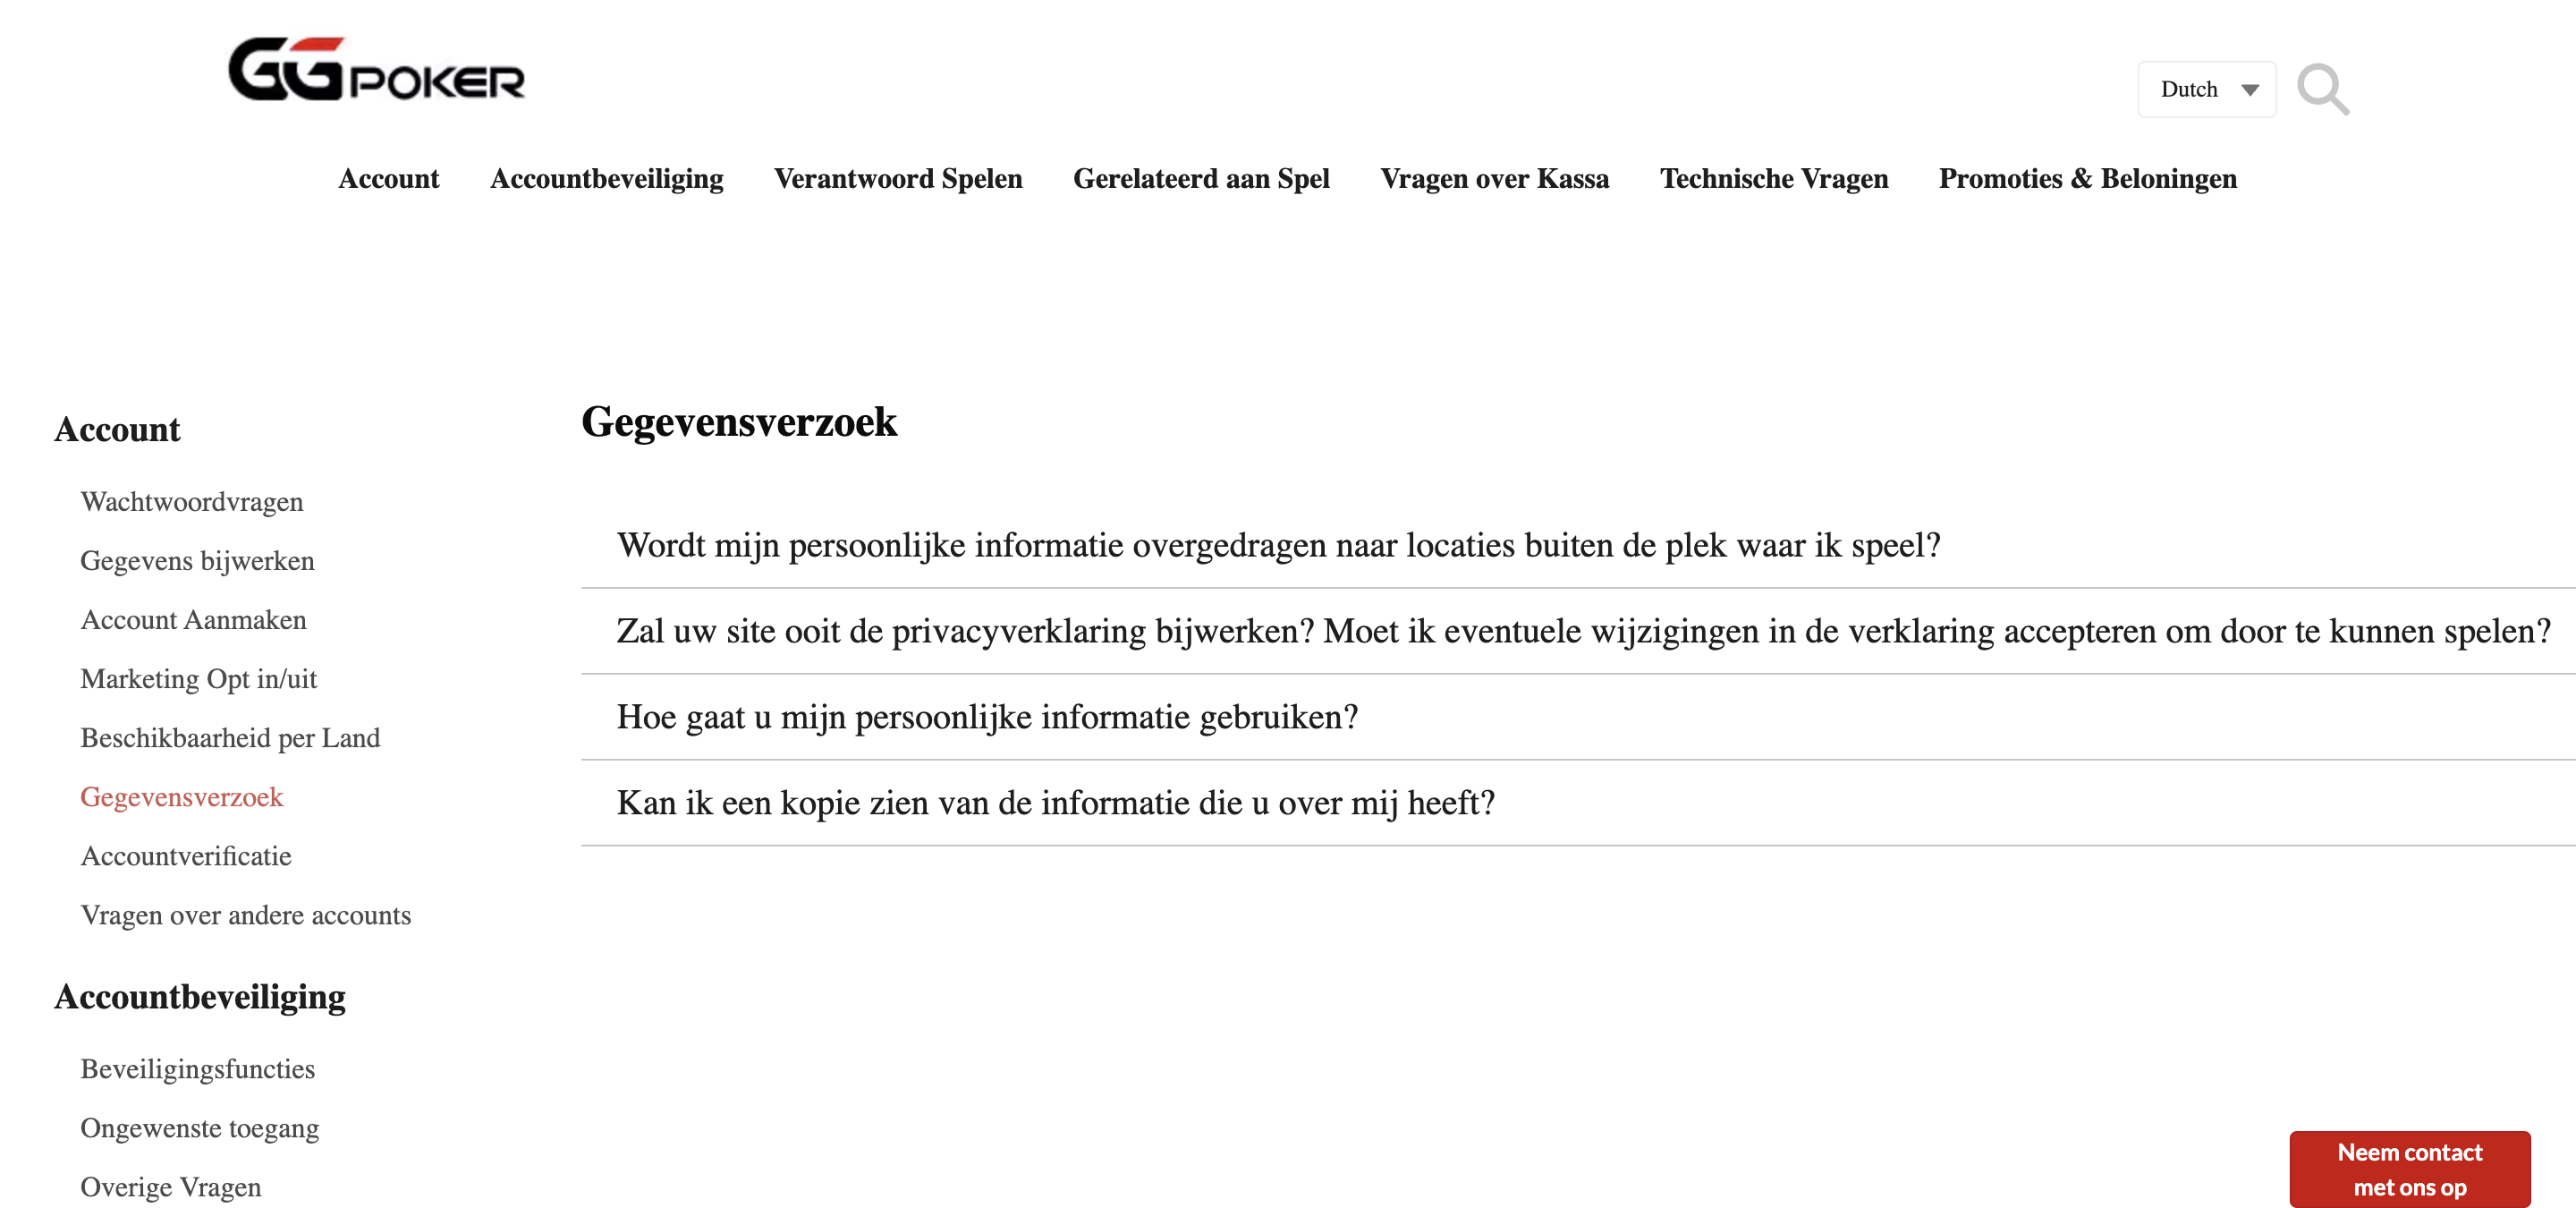 GGPOKER
Dutch
Account Accountbeveiliging Verantwoord Spelen Gerelateerd aan Spel Vragen over Kassa Technische Vragen Promoties & Beloningen
Account
Wachtwoordvragen
Gegevens bijwerken
Account Aanmaken
Marketing Opt in/uit
Beschikbaarheid per Land
Gegevensverzoek
Accountverificatie
Vragen over andere accounts
Accountbeveiliging
Beveiligingsfuncties
Ongewenste toegang
Overige Vragen
Gegevensverzoek
Wordt mijn persoonlijke informatie overgedragen naar locaties buiten de plek waar ik speel?
Zal uw site ooit de privacyverklaring bijwerken? Moet ik eventuele wijzigingen in de verklaring accepteren om door te kunnen spelen?
Hoe gaat u mijn persoonlijke informatie gebruiken?
Kan ik een kopie zien van de informatie die u over mij heeft?
Neem contact
met ons op